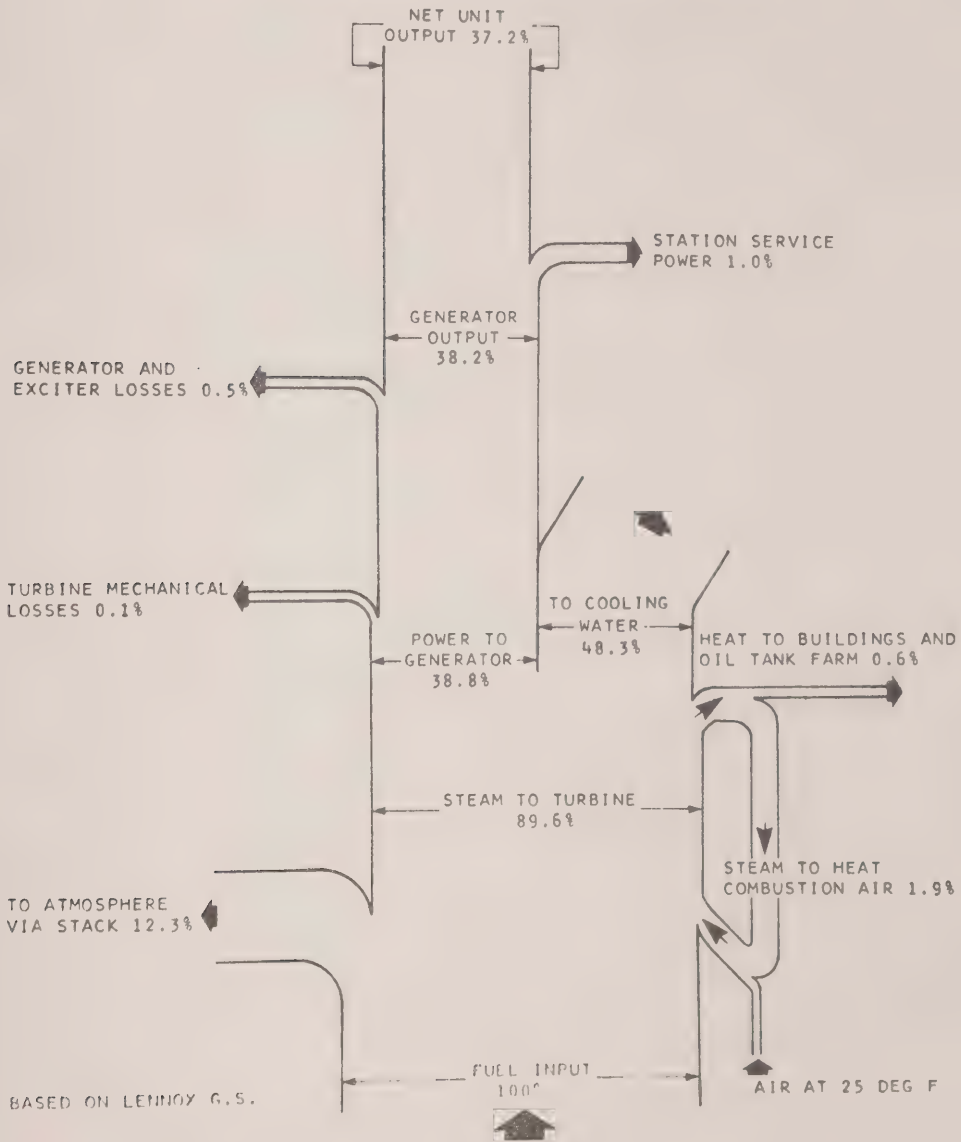 NET UNIT
OUTPUT 37.2%
STATION SERVICE
POWER 1.0%
GENERATOR
OUTPUT
38.2%
GENERATOR AND
EXCITER LOSSES 0.5%
TURBINE MECHANICAL
LOSSES 0.1%
TO COOLING
WATER
48.3%
POWER TO
GENERATOR
38.8%
HEAT TO BUILDINGS AND
OIL TANK FARM 0.6%
STEAM TO TURBINE
89.6%
STEAM TO HEAT
COMBUSTION AIR 1.9%
TO ATMOSPHERE
VIA STACK 12.3%
FUEL INPUT
100%
AIR AT 25 DEG F
BASED ON LENNOX G.S.